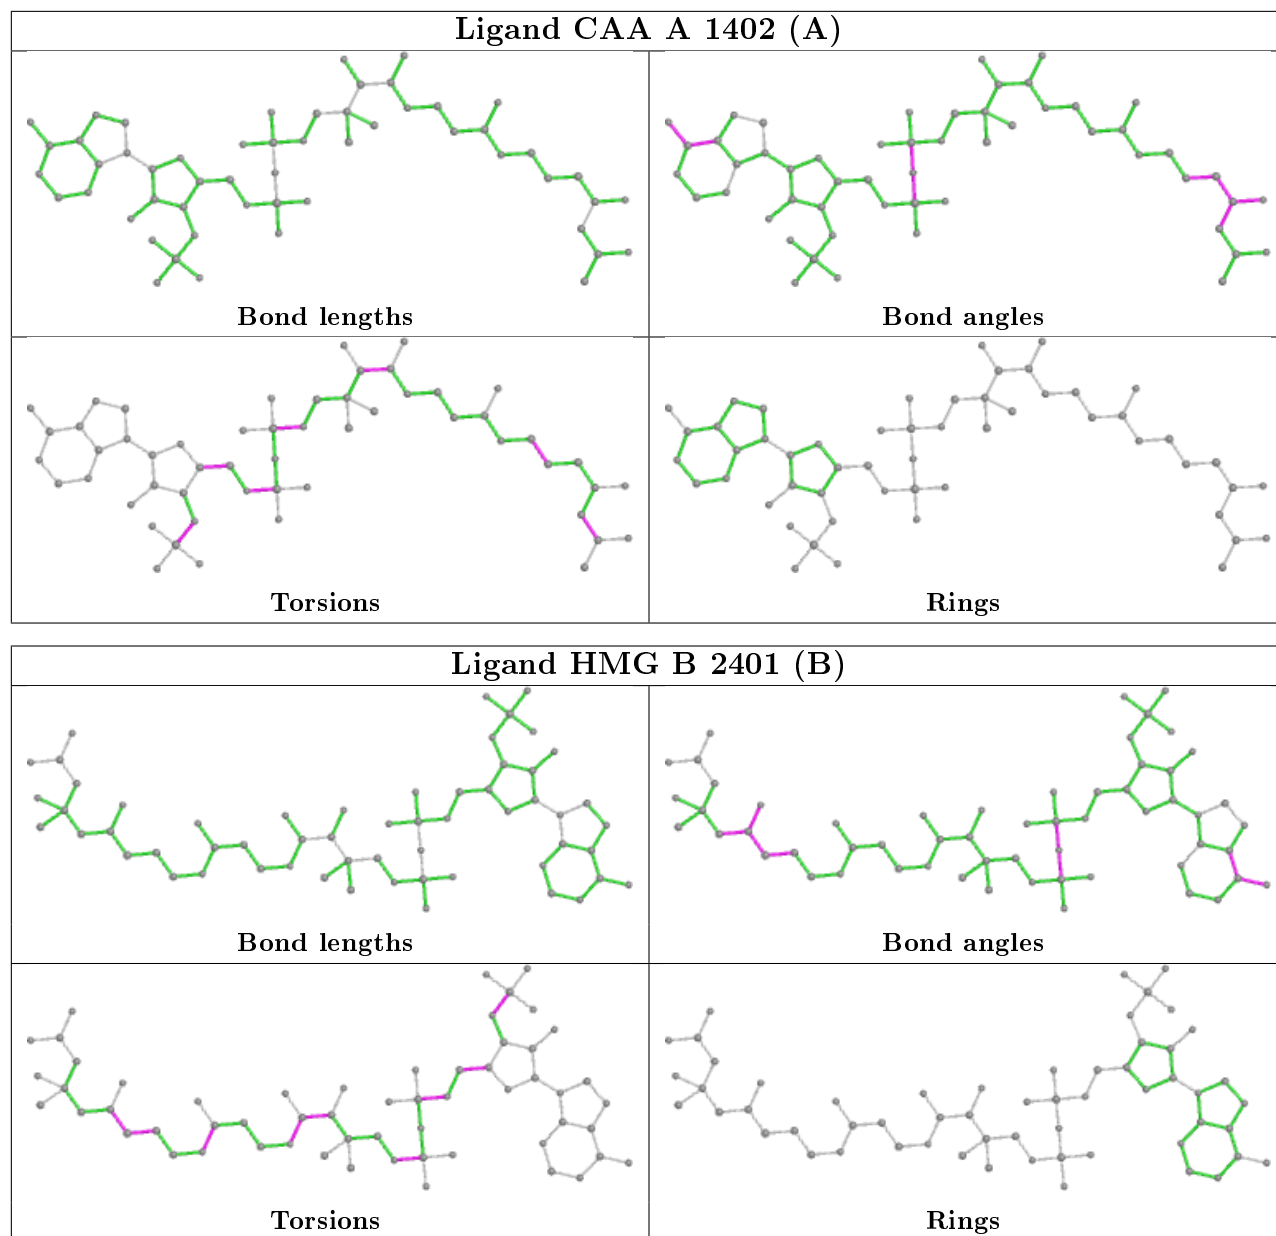 Ligand CAA A 1402 (A)
Bond lengths
Bond angles
Torsions
Rings
Ligand HMG B 2401 (B)
Bond lengths
Bond angles
Torsions
Rings